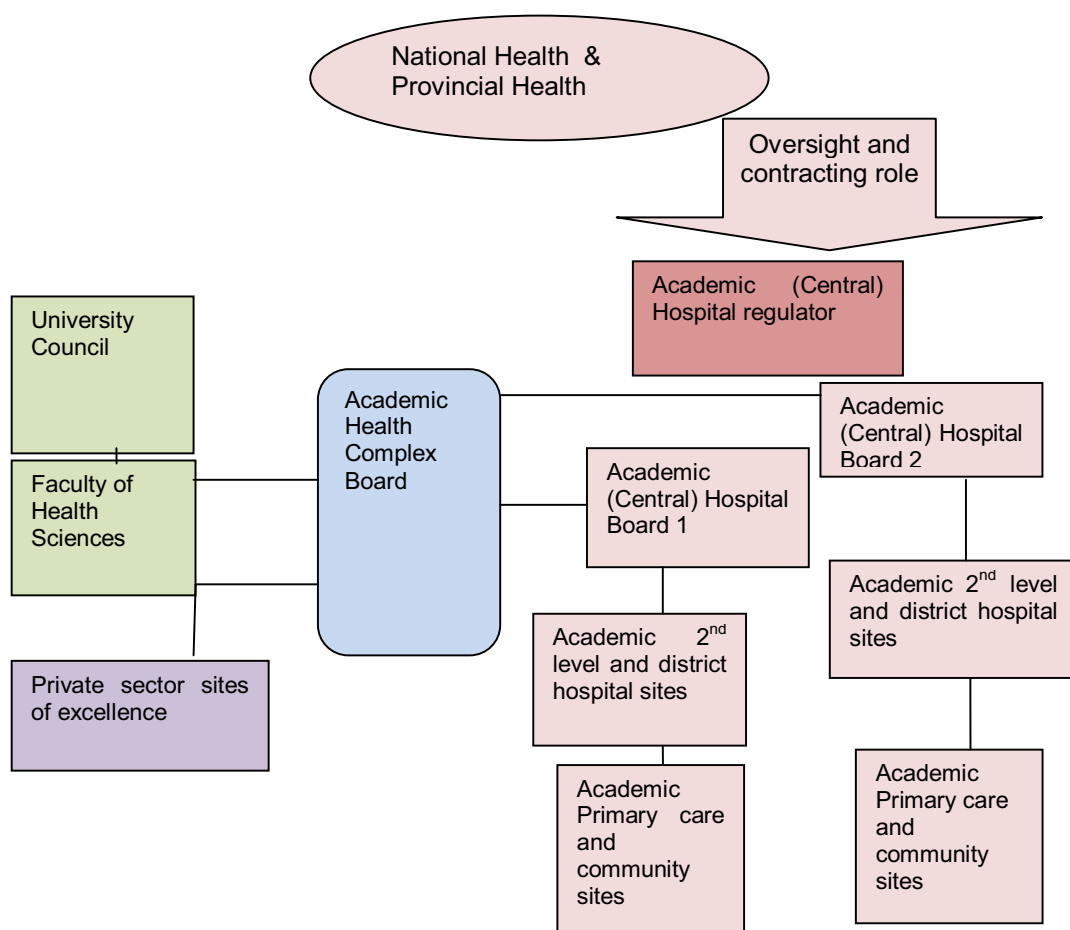 National Health &
Provincial Health
Oversight and
contracting role
Academic (Central)
Hospital regulator
University
Council
Faculty of
Health
Sciences
Private sector sites
of excellence
Academic
Health
Complex
Board
Academic
(Central) Hospital
Board 1
Academic
(Central) Hospital
Board 2
Academic 2nd
level and district
hospital sites
Academic 2nd level
and district hospital
sites
Academic
Primary care
and
community
sites
Academic
Primary care
and
community
sites